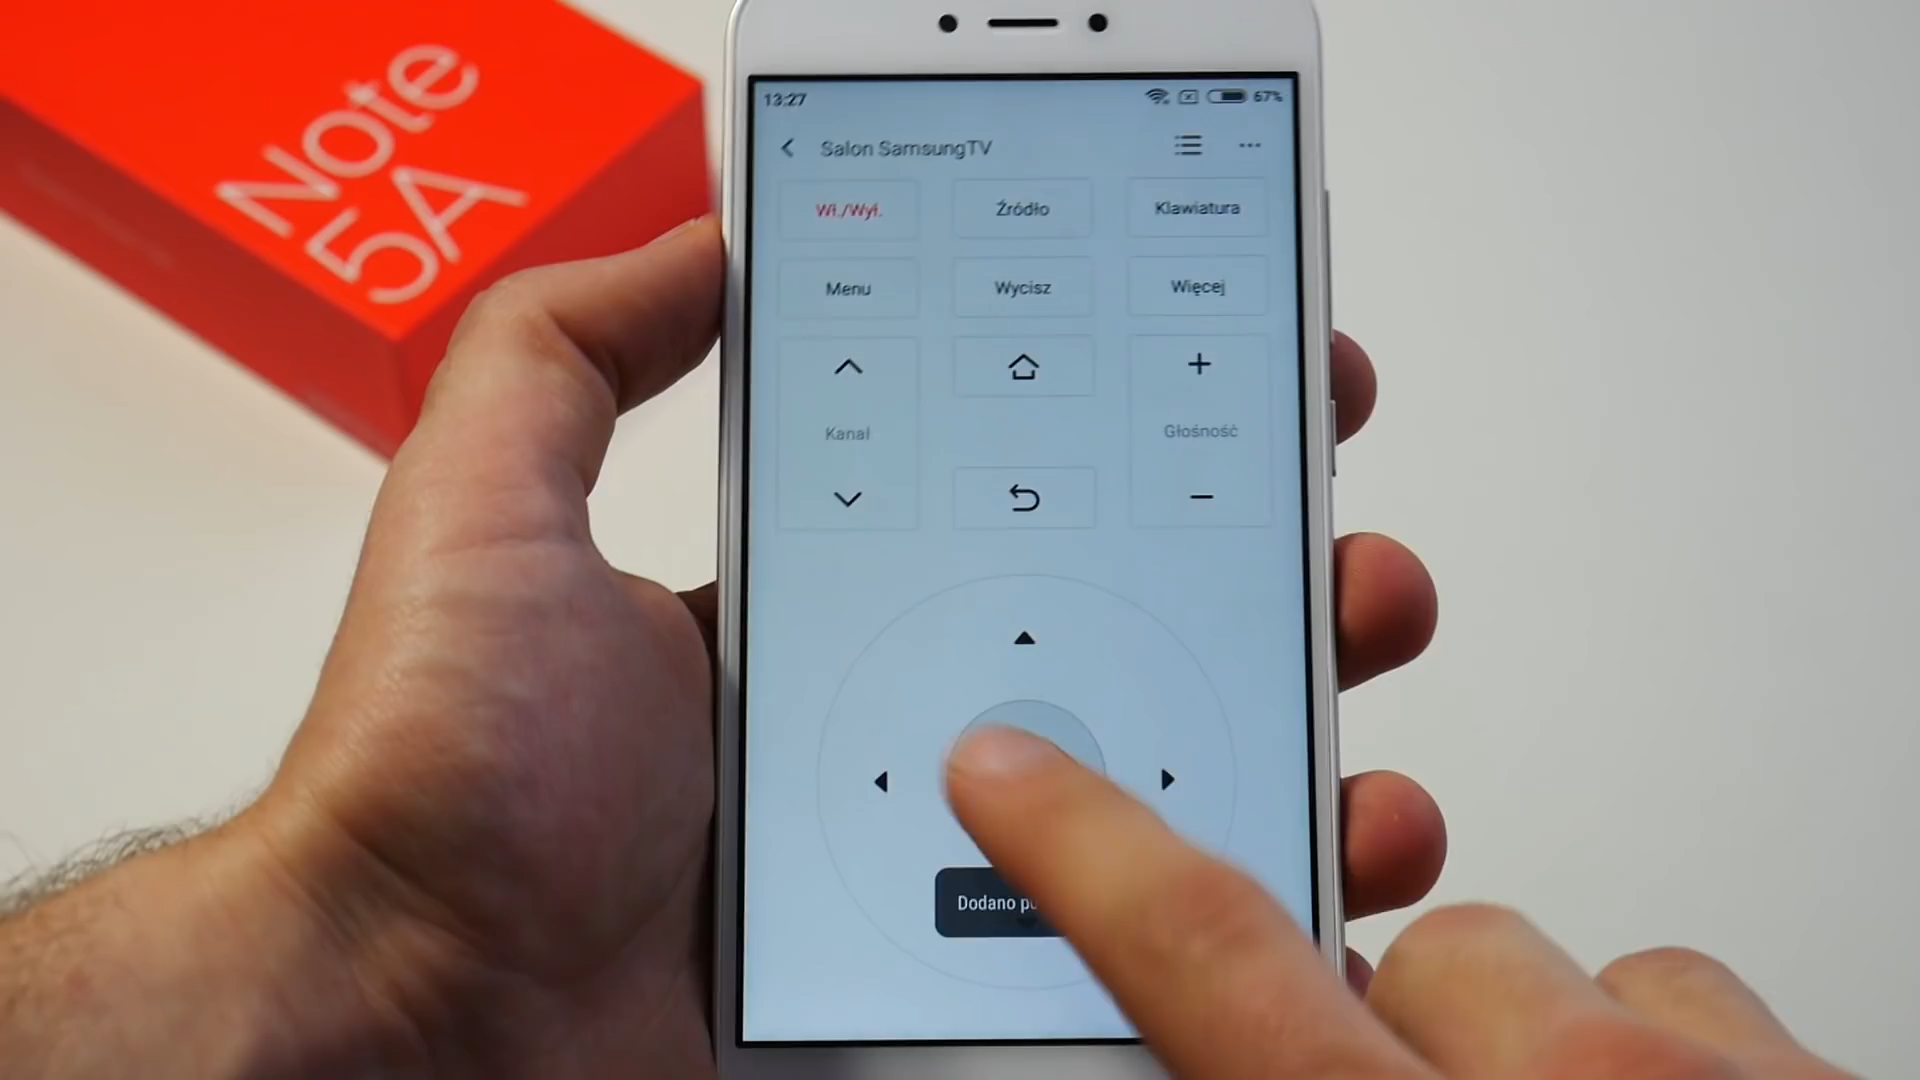 Note
5A
13:27
67%
Salon SamsungTV
Wł./Wył.
Źródło
Klawiatura
Menu
Wycisz
Więcej
Kanał
Głośność
Dodano